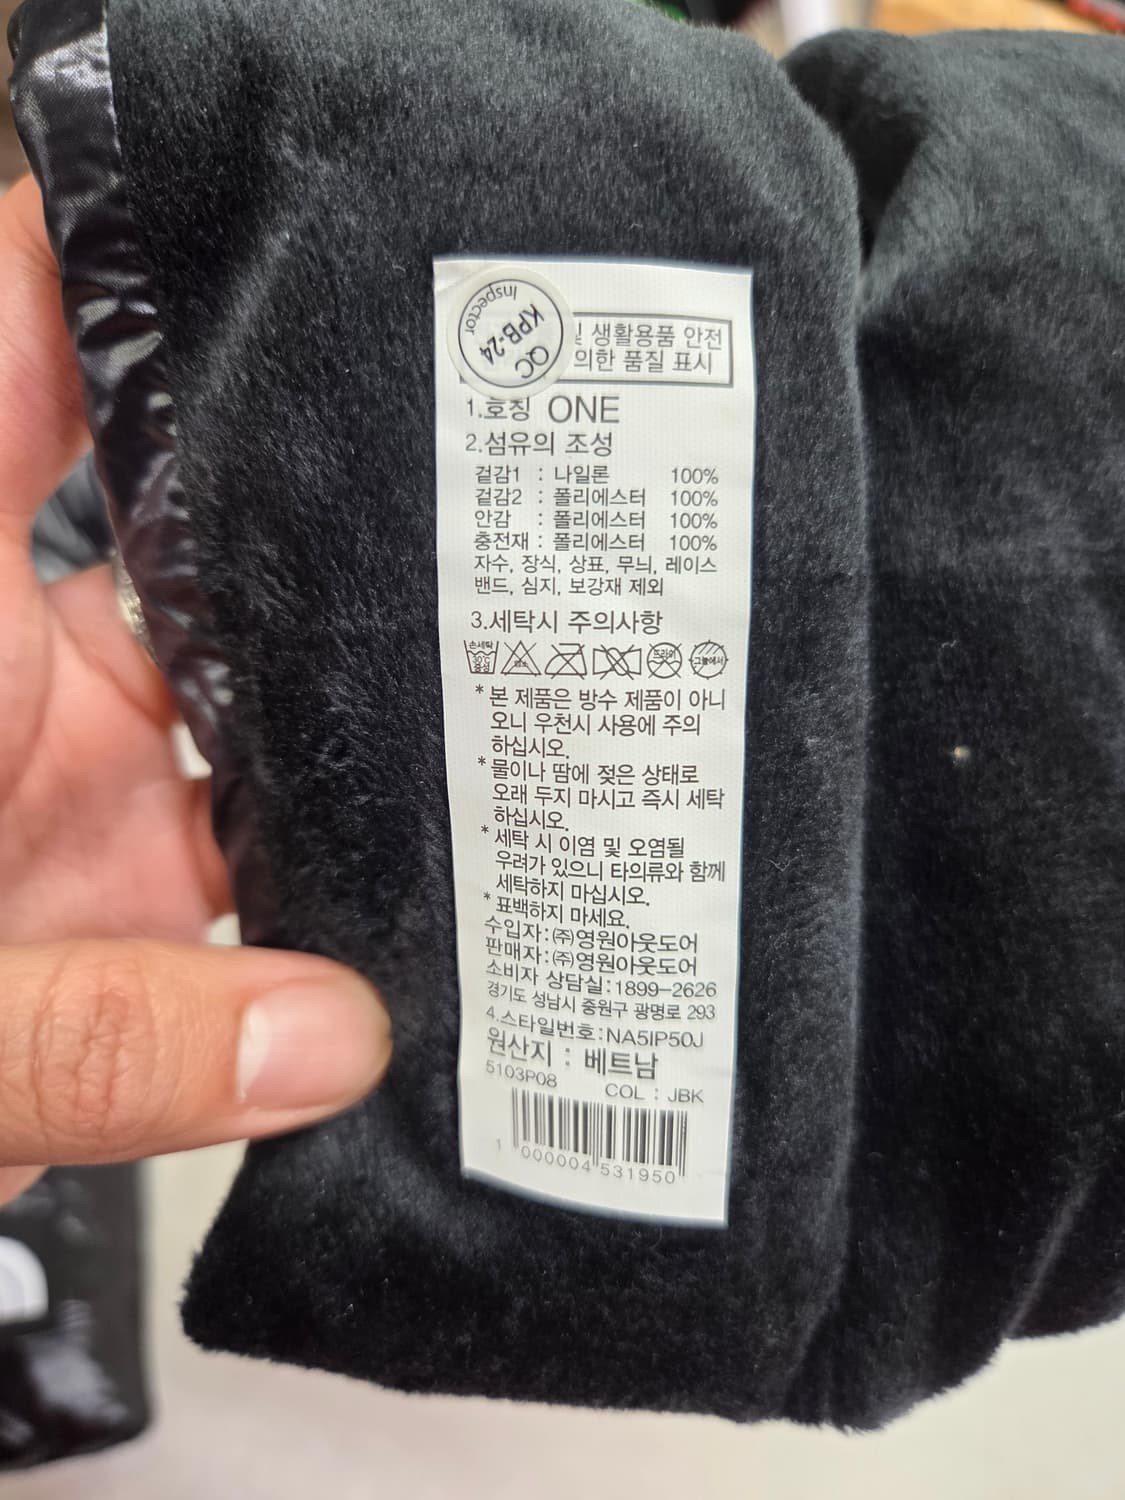 QC
KPB-24
Inspector
및 생활용품 안전
의한 품질 표시
1.호칭 ONE
2.섬유의 조성
겉감1 : 나일론 100%
겉감2 : 폴리에스터 100%
안감 : 폴리에스터 100%
충전재 : 폴리에스터 100%
자수, 장식, 상표, 무늬, 레이스
밴드, 심지, 보강재 제외
3.세탁시 주의사항
손세탁 드라이 그늘에서
* 본 제품은 방수 제품이 아니
오니 우천시 사용에 주의
하십시오.
* 물이나 땀에 젖은 상태로
오래 두지 마시고 즉시 세탁
하십시오.
* 세탁 시 이염 및 오염될
우려가 있으니 타의류와 함께
세탁하지 마십시오.
* 표백하지 마세요.
수입자:㈜영원아웃도어
판매자:㈜영원아웃도어
소비자 상담실:1899-2626
경기도 성남시 중원구 광명로 293
4.스타일번호:NA5IP50J
원산지 : 베트남
5103P08 COL : JBK
1 000004 531950